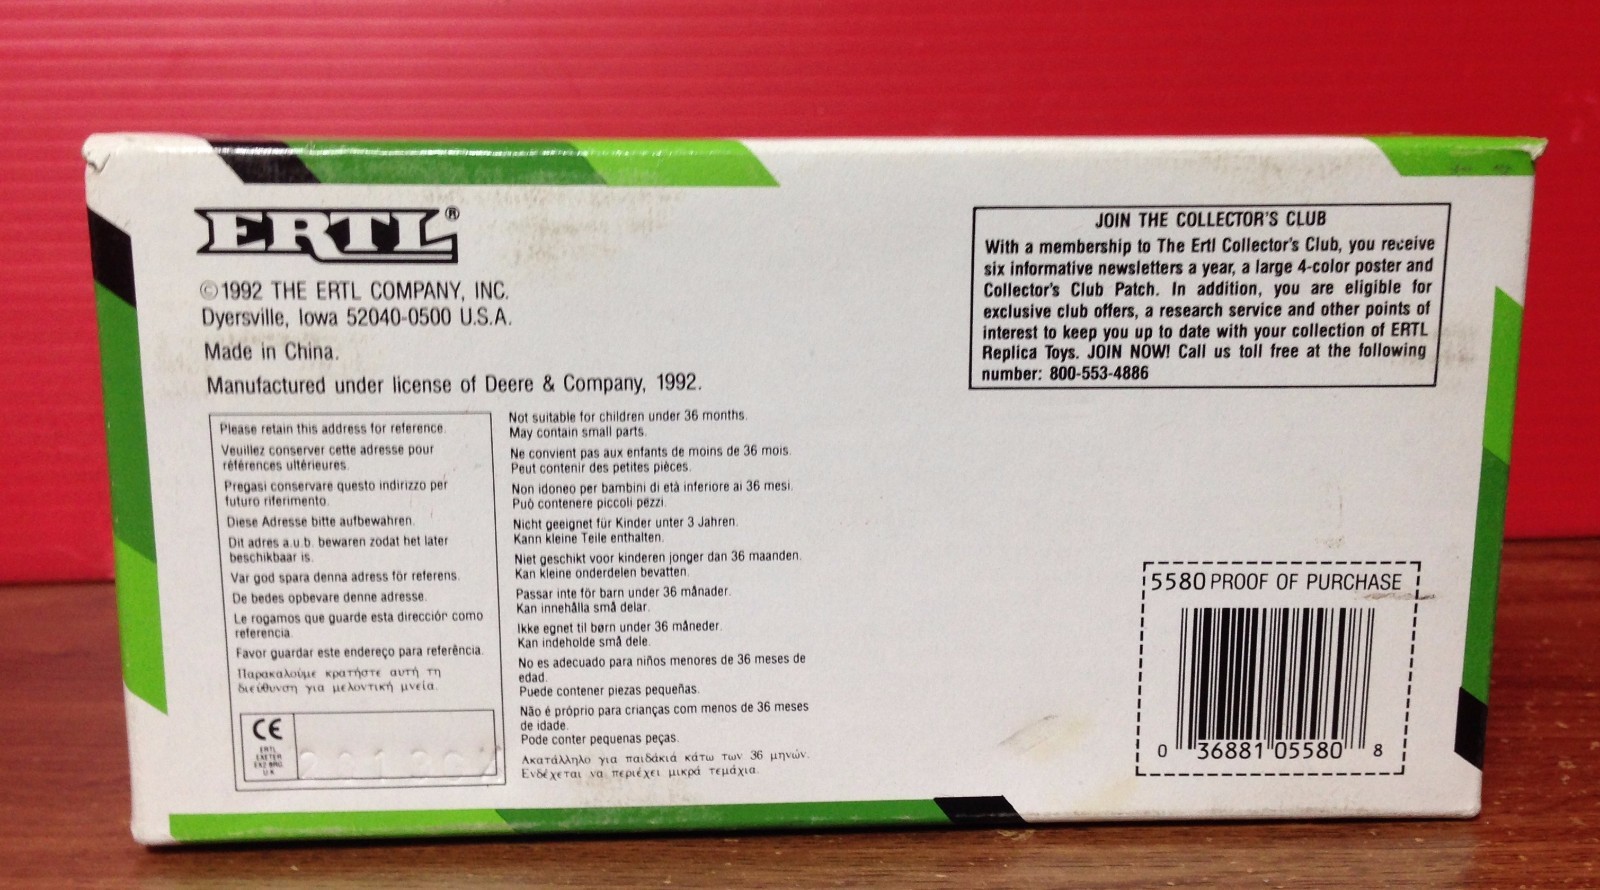 ERTL®
©1992 THE ERTL COMPANY, INC.
Dyersville, Iowa 52040-0500 U.S.A.
Made in China.
Manufactured under license of Deere & Company, 1992.
Please retain this address for reference.
Veuillez conserver cette adresse pour
références ultérieures.
Pregasi conservare questo indirizzo per
futuro riferimento.
Diese Adresse bitte aufbewahren.
Dit adres a.u.b. bewaren zodat het later
beschikbaar is.
Var god spara denna adress för referens.
De bedes opbevare denne adresse.
Le rogamos que guarde esta dirección como
referencia.
Favor guardar este endereço para referência.
Παρακαλούμε κρατήστε αυτή τη
διεύθυνση για μελοντική μνεία.
CE
ERTL
EXETER
U.K.
Not suitable for children under 36 months.
May contain small parts.
Ne convient pas aux enfants de moins de 36 mois.
Peut contenir des petites pièces.
Non idoneo per bambini di età inferiore ai 36 mesi.
Può contenere piccoli pezzi.
Nicht geeignet für Kinder unter 3 Jahren.
Kann kleine Teile enthalten.
Niet geschikt voor kinderen jonger dan 36 maanden.
Kan kleine onderdelen bevatten.
Passar inte för barn under 36 månader.
Kan innehålla små delar.
Ikke egnet til børn under 36 måneder.
Kan indeholde små dele.
No es adecuado para niños menores de 36 meses de
edad.
Puede contener piezas pequeñas.
Não é próprio para crianças com menos de 36 meses
de idade.
Pode conter pequenas peças.
Ακατάλληλο για παιδάκιά κάτω των 36 μηνών.
Ενδέχεται να περιέχει μικρά τεμάχια.
JOIN THE COLLECTOR'S CLUB
With a membership to The Ertl Collector's Club, you receive
six informative newsletters a year, a large 4-color poster and
Collector's Club Patch. In addition, you are eligible for
exclusive club offers, a research service and other points of
interest to keep you up to date with your collection of ERTL
Replica Toys. JOIN NOW! Call us toll free at the following
number: 800-553-4886
5580 PROOF OF PURCHASE
0 36881 05580 8